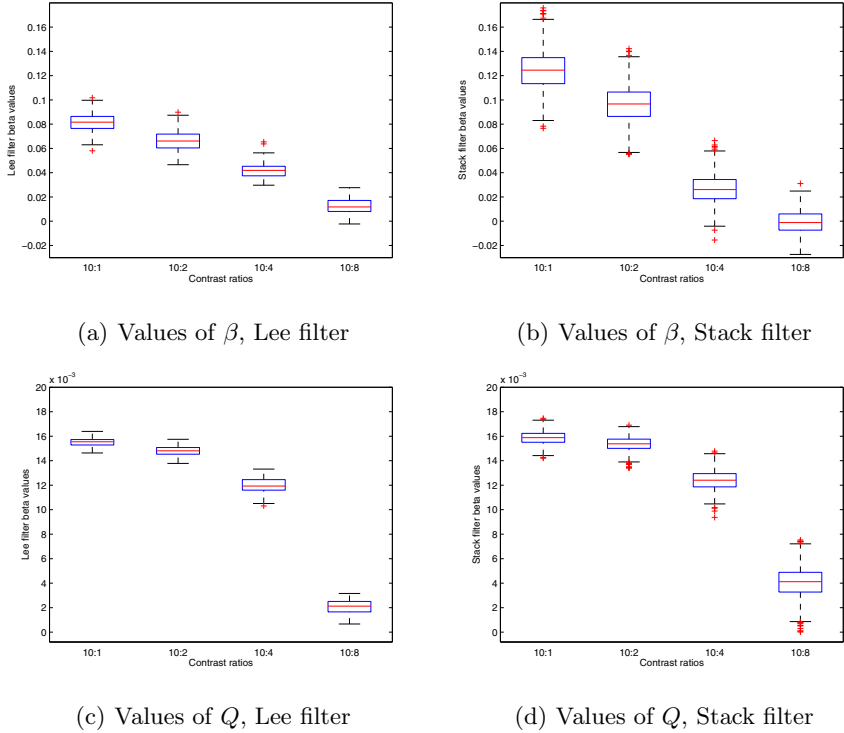 0.16
0.14
0.12
0.1
0.08
0.06
0.04
0.02
0
−0.02
Lee filter beta values
10:1 10:2 10:4 10:8
Contrast ratios
(a) Values of β, Lee filter
0.16
0.14
0.12
0.1
0.08
0.06
0.04
0.02
0
−0.02
Stack filter beta values
10:1 10:2 10:4 10:8
Contrast ratios
(b) Values of β, Stack filter
x 10⁻³
20
18
16
14
12
10
8
6
4
2
0
Lee filter beta values
10:1 10:2 10:4 10:8
Contrast ratios
(c) Values of Q, Lee filter
x 10⁻³
20
18
16
14
12
10
8
6
4
2
0
Stack filter beta values
10:1 10:2 10:4 10:8
Contrast ratios
(d) Values of Q, Stack filter